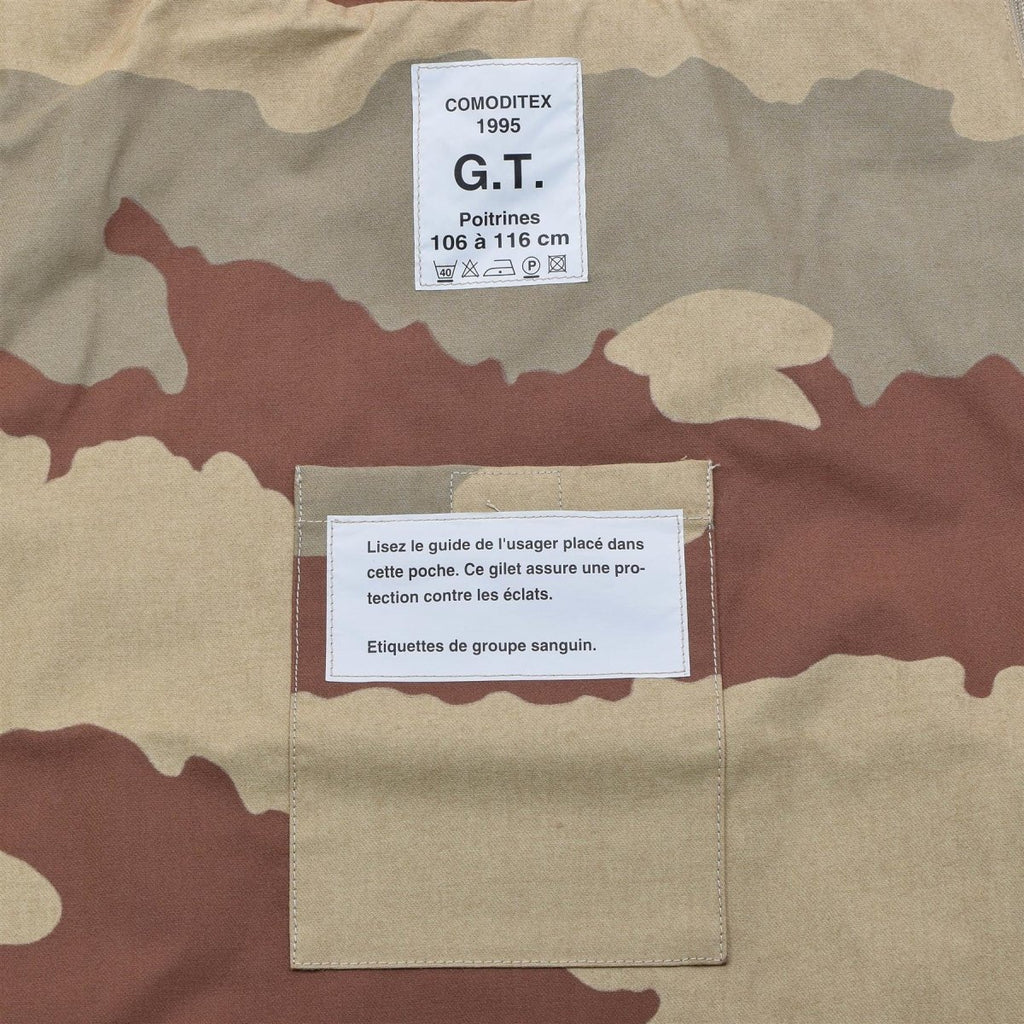 COMODITEX
1995
G.T.
Poitrines
106 à 116 cm
40 P
Lisez le guide de l'usager placé dans
cette poche. Ce gilet assure une pro-
tection contre les éclats.
Etiquettes de groupe sanguin.